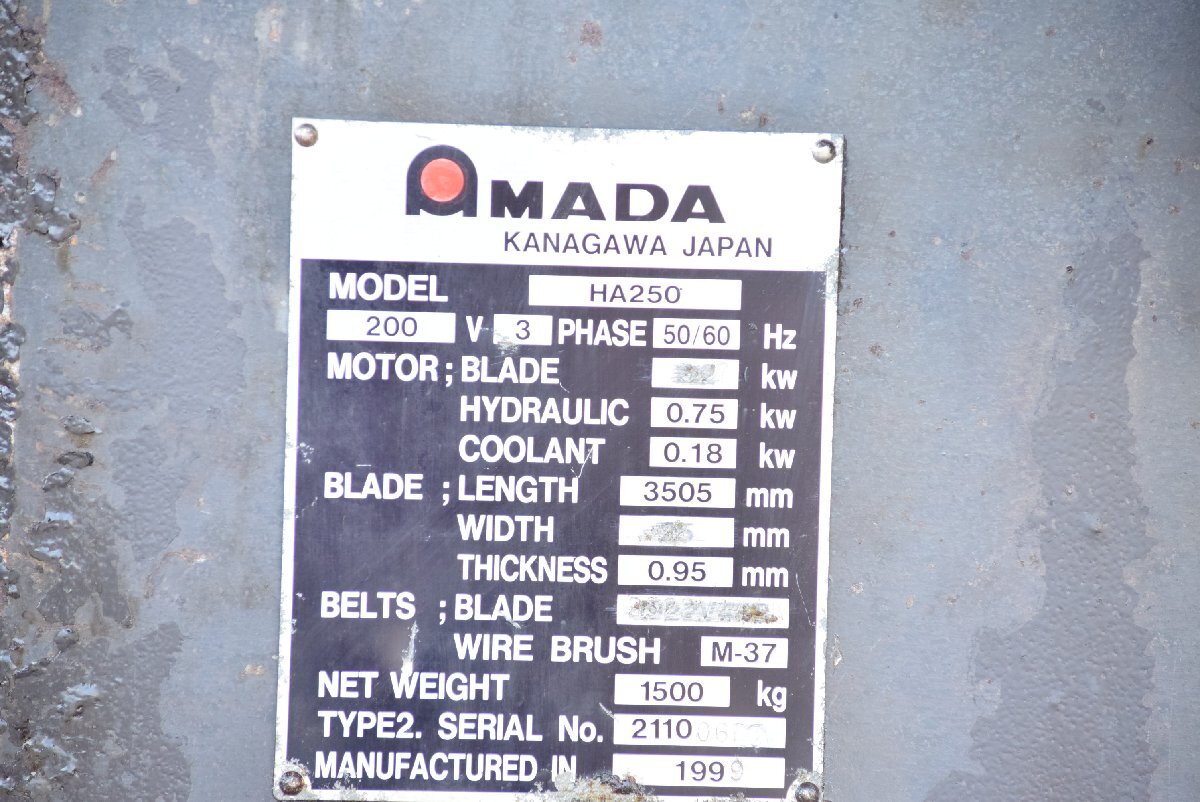 AMADA
KANAGAWA JAPAN
MODEL HA250
200 V 3 PHASE 50/60 Hz
MOTOR ; BLADE kw
HYDRAULIC 0.75 kw
COOLANT 0.18 kw
BLADE ; LENGTH 3505 mm
WIDTH mm
THICKNESS 0.95 mm
BELTS ; BLADE
WIRE BRUSH M-37
NET WEIGHT 1500 kg
TYPE2. SERIAL No.
MANUFACTURED IN 1999